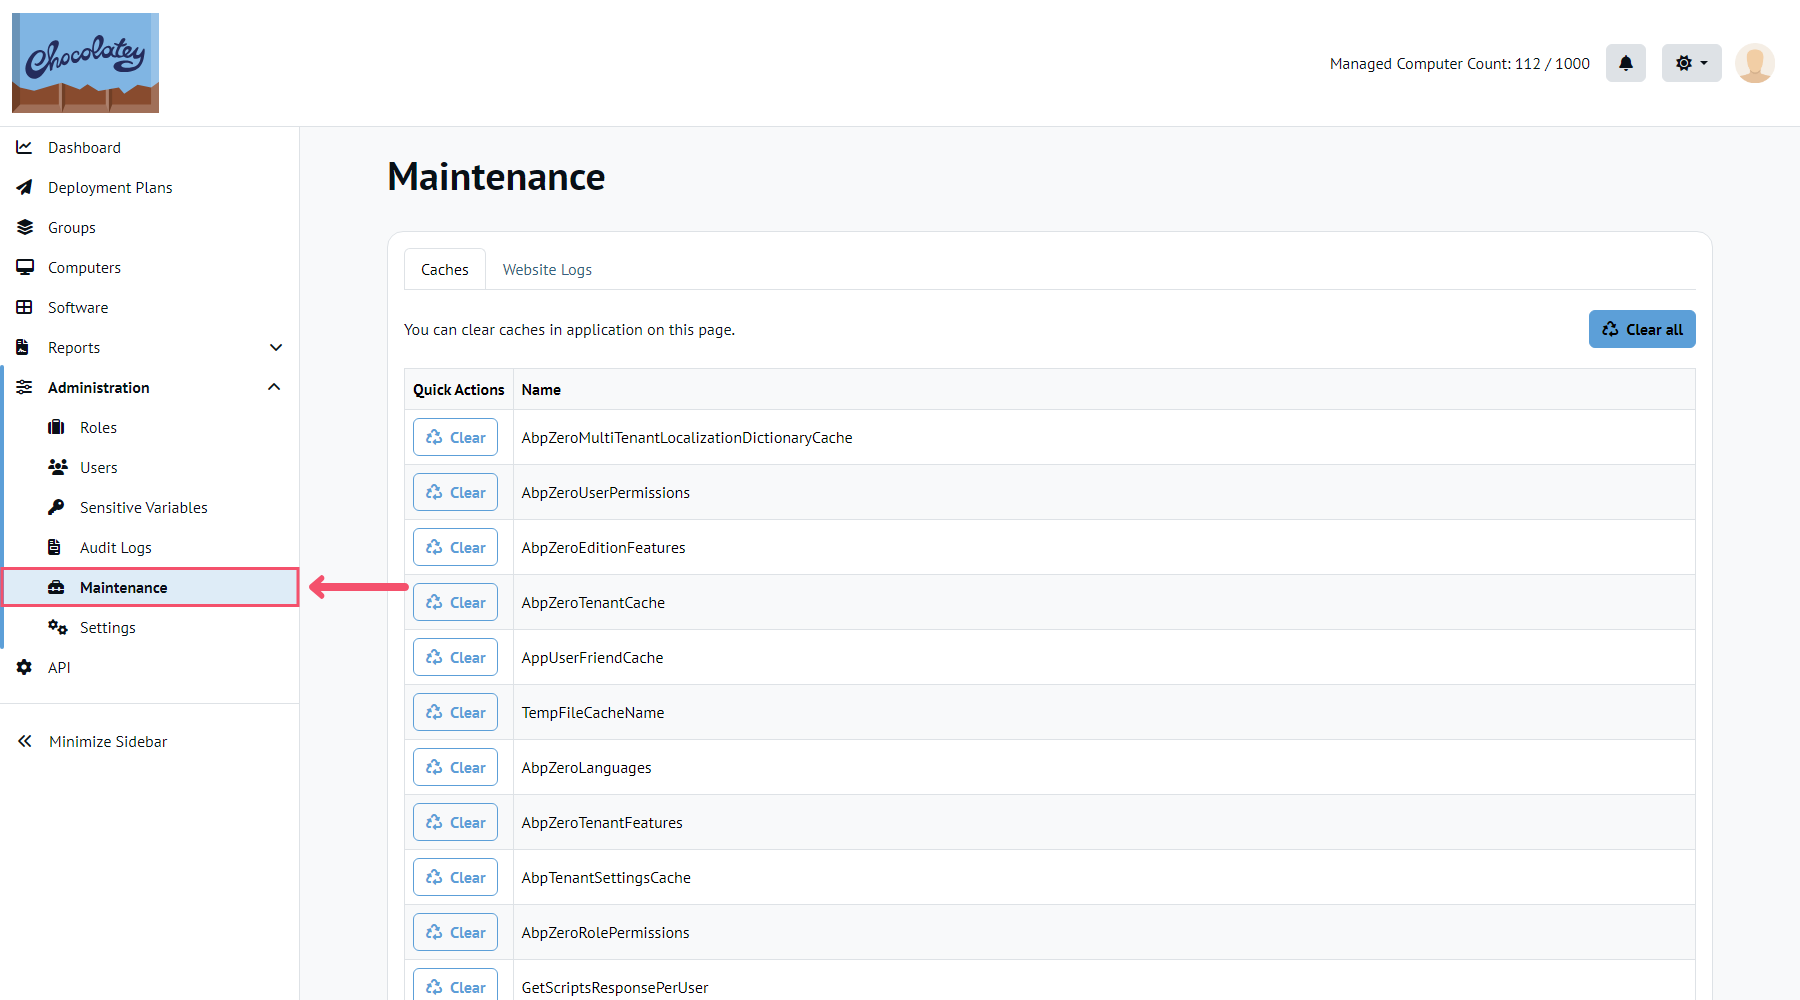 Chocolatey
Managed Computer Count: 112 / 1000
Dashboard
Deployment Plans
Groups
Computers
Software
Reports
Administration
Roles
Users
Sensitive Variables
Audit Logs
Maintenance
Settings
API
Minimize Sidebar
Maintenance
Caches Website Logs
You can clear caches in application on this page. Clear all
Quick Actions Name
Clear AbpZeroMultiTenantLocalizationDictionaryCache
Clear AbpZeroUserPermissions
Clear AbpZeroEditionFeatures
Clear AbpZeroTenantCache
Clear AppUserFriendCache
Clear TempFileCacheName
Clear AbpZeroLanguages
Clear AbpZeroTenantFeatures
Clear AbpTenantSettingsCache
Clear AbpZeroRolePermissions
Clear GetScriptsResponsePerUser